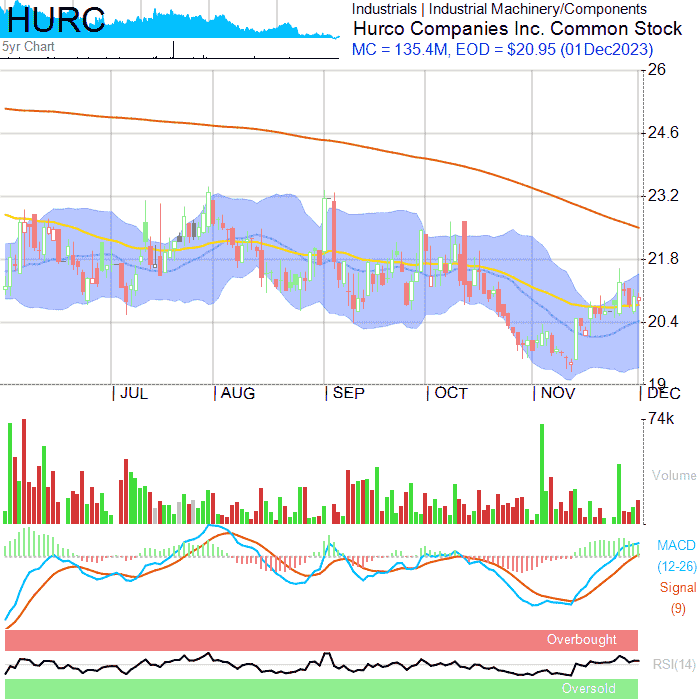 HURC
5yr Chart
Industrials | Industrial Machinery/Components
Hurco Companies Inc. Common Stock
MC = 135.4M, EOD = $20.95 (01Dec2023)
26
24.6
23.2
21.8
20.4
19
JUL AUG SEP OCT NOV DEC
74k
Volume
MACD
(12-26)
Signal
(9)
Overbought
RSI(14)
Oversold